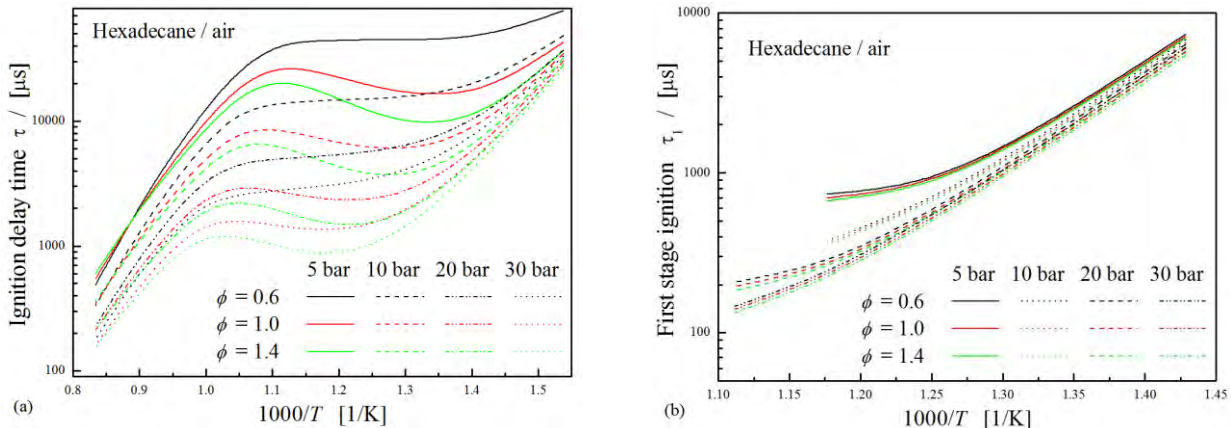 Hexadecane / air
Ignition delay time τ / [μs]
10000
1000
100
5 bar 10 bar 20 bar 30 bar
ϕ = 0.6
ϕ = 1.0
ϕ = 1.4
0.8 0.9 1.0 1.1 1.2 1.3 1.4 1.5
1000/T [1/K]
(a)
Hexadecane / air
First stage ignition τ1 / [μs]
10000
1000
100
5 bar 10 bar 20 bar 30 bar
ϕ = 0.6
ϕ = 1.0
ϕ = 1.4
1.10 1.15 1.20 1.25 1.30 1.35 1.40 1.45
1000/T [1/K]
(b)